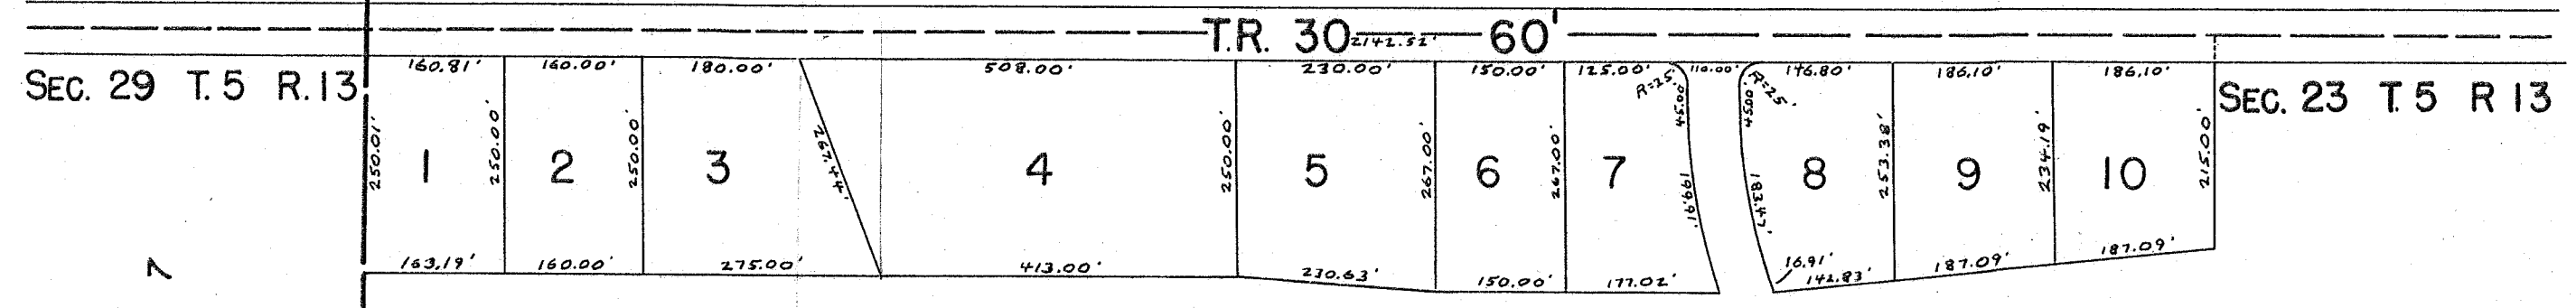 T.R. 30 2142.52' 60'
SEC. 29 T. 5 R. 13
160.81' 160.00' 180.00' 508.00' 230.00' 150.00' 125.00' 110.00' 146.80' 186.10' 186.10'
SEC. 23 T. 5 R 13
R=25' R=25'
45.00' 45.00'
250.01' 250.00' 250.00' 267.44' 250.00' 267.00' 267.00' 199.91' 183.47' 253.38' 234.19' 215.00'
1 2 3 4 5 6 7 8 9 10
7
163.19' 160.00' 275.00' 413.00' 230.63' 150.00' 177.02' 16.91' 142.83' 187.09' 187.09'